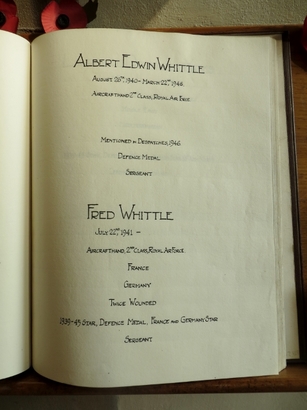 Albert Edwin Whittle
August 26th, 1940 – March 22nd, 1946
Aircrafthand 2nd Class, Royal Air Force
Mentioned in Despatches, 1946
Defence Medal
Sergeant
Fred Whittle
July 22nd, 1941 –
Aircrafthand, 2nd Class, Royal Air Force
France
Germany
Twice Wounded
1939-45 Star, Defence Medal, France and Germany Star
Sergeant